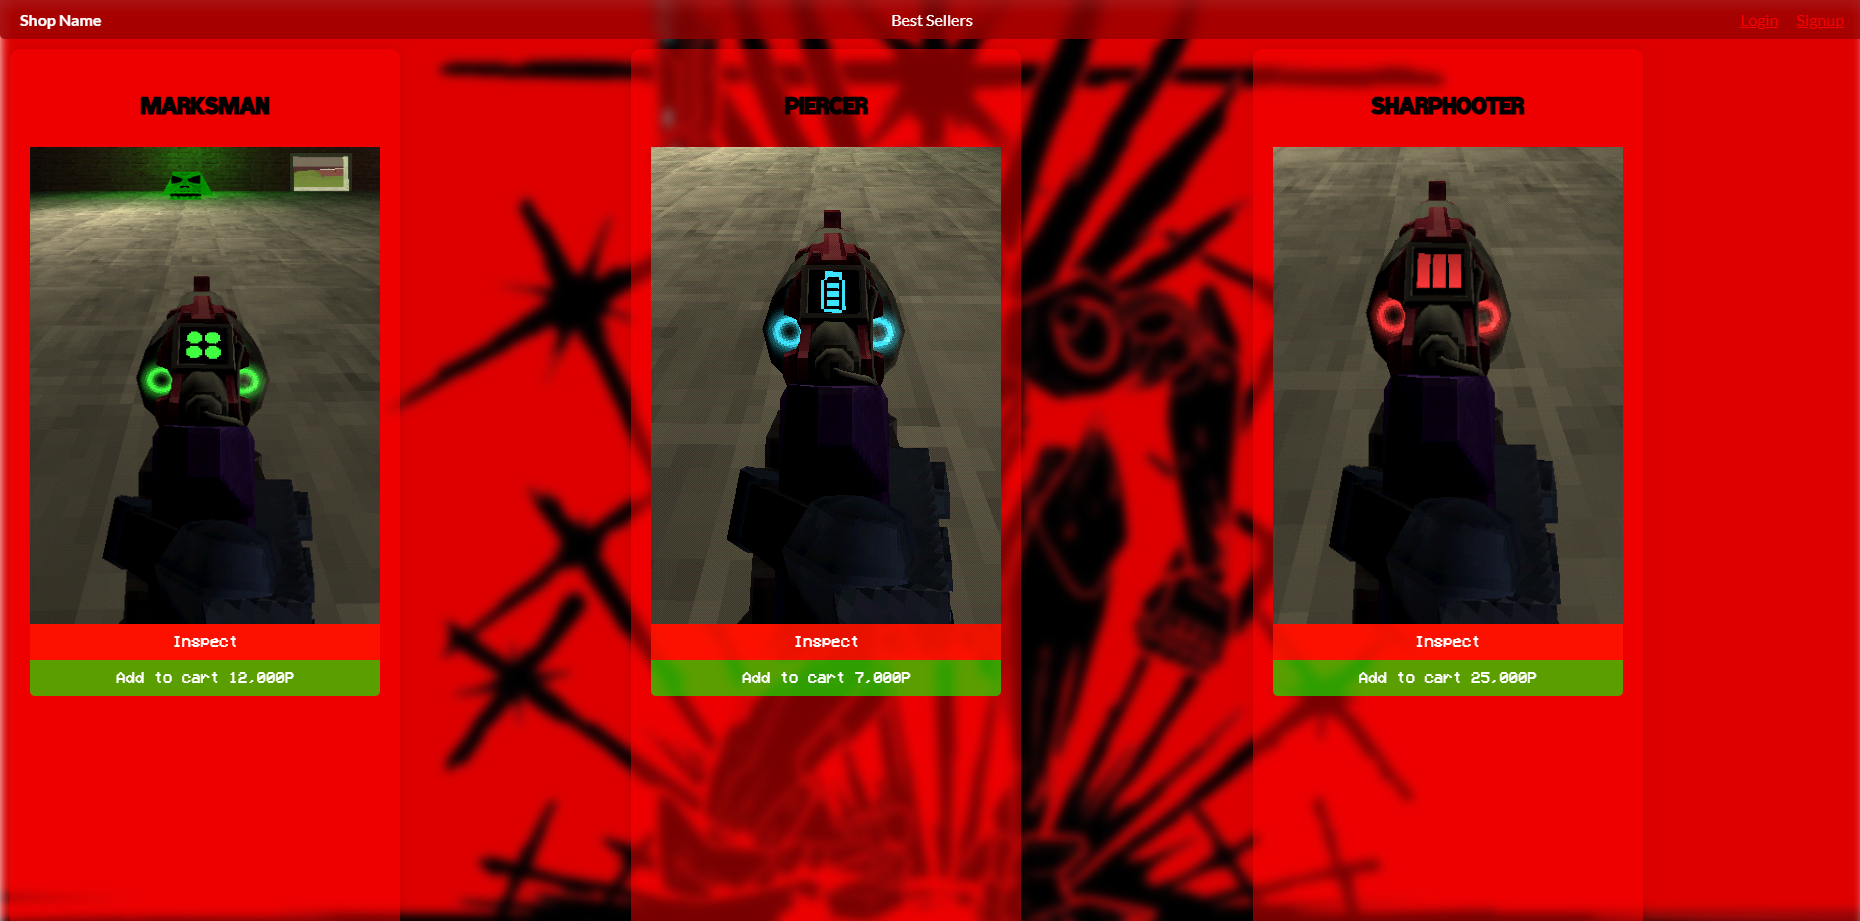 Shop Name
Best Sellers
Login Signup
MARKSMAN
PIERCER
SHARPHOOTER
Inspect
Add to cart 12,000P
Inspect
Add to cart 7,000P
Inspect
Add to cart 25,000P